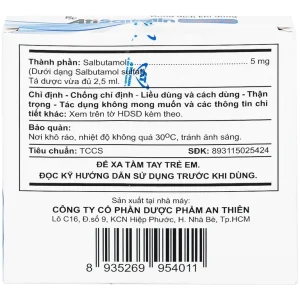 Thành phần: Salbutamol 5 mg
(Dưới dạng Salbutamol sulfat)
Tá dược vừa đủ 2,5 ml.
Chỉ định - Chống chỉ định - Liều dùng và cách dùng - Thận
trọng - Tác dụng không mong muốn và các thông tin chi
tiết khác: Xem trên tờ HDSD kèm theo.
Bảo quản:
Nơi khô ráo, nhiệt độ không quá 30ºC, tránh ánh sáng.
Tiêu chuẩn: TCCS SĐK: 893115025424
ĐỂ XA TẦM TAY TRẺ EM.
ĐỌC KỸ HƯỚNG DẪN SỬ DỤNG TRƯỚC KHI DÙNG.
Sản xuất tại nhà máy:
CÔNG TY CỔ PHẦN DƯỢC PHẨM AN THIÊN
Lô C16, Đ.số 9, KCN Hiệp Phước, H. Nhà Bè, Tp.HCM
8 935269 954011